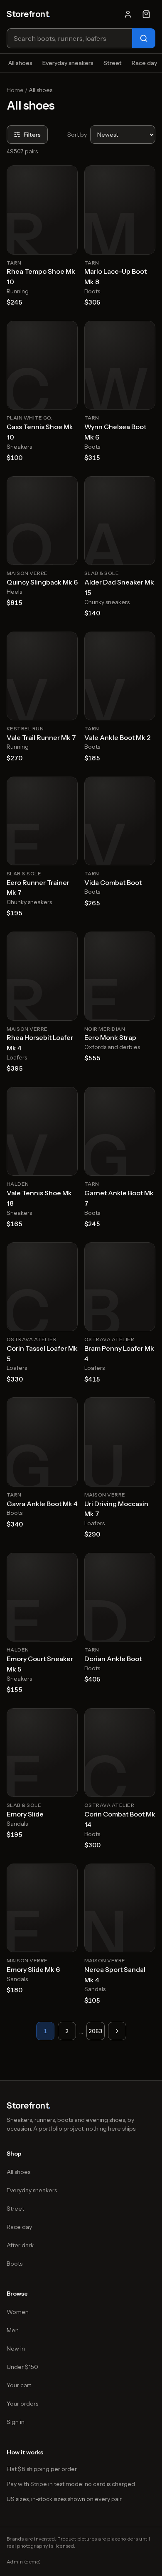 Storefront.
Search boots, runners, loafers
All shoes Everyday sneakers Street Race day
Home / All shoes
All shoes
Filters Sort by Newest
49507 pairs
R M
TARN TARN
Rhea Tempo Shoe Mk Marlo Lace-Up Boot
10 Mk 8
Running Boots
$245 $305
C W
PLAIN WHITE CO. TARN
Cass Tennis Shoe Mk Wynn Chelsea Boot
10 Mk 6
Sneakers Boots
$100 $315
Q A
MAISON VERRE SLAB & SOLE
Quincy Slingback Mk 6 Alder Dad Sneaker Mk
Heels 15
$815 Chunky sneakers
$140
V V
KESTREL RUN TARN
Vale Trail Runner Mk 7 Vale Ankle Boot Mk 2
Running Boots
$270 $185
E V
SLAB & SOLE TARN
Eero Runner Trainer Vida Combat Boot
Mk 7 Boots
Chunky sneakers $265
$195
R E
MAISON VERRE NOIR MERIDIAN
Rhea Horsebit Loafer Eero Monk Strap
Mk 4 Oxfords and derbies
Loafers $555
$395
V G
HALDEN TARN
Vale Tennis Shoe Mk Garnet Ankle Boot Mk
18 7
Sneakers Boots
$165 $245
C B
OSTRAVA ATELIER OSTRAVA ATELIER
Corin Tassel Loafer Mk Bram Penny Loafer Mk
5 4
Loafers Loafers
$330 $415
G U
TARN MAISON VERRE
Gavra Ankle Boot Mk 4 Uri Driving Moccasin
Boots Mk 7
$340 Loafers
$290
E D
HALDEN TARN
Emory Court Sneaker Dorian Ankle Boot
Mk 5 Boots
Sneakers $405
$155
E C
SLAB & SOLE OSTRAVA ATELIER
Emory Slide Corin Combat Boot Mk
Sandals 14
$195 Boots
$300
E N
MAISON VERRE MAISON VERRE
Emory Slide Mk 6 Nerea Sport Sandal
Sandals Mk 4
$180 Sandals
$105
1 2 … 2063
Storefront.
Sneakers, runners, boots and evening shoes, by
occasion. A portfolio project: nothing here ships.
Shop
All shoes
Everyday sneakers
Street
Race day
After dark
Boots
Browse
Women
Men
New in
Under $150
Your cart
Your orders
Sign in
How it works
Flat $8 shipping per order
Pay with Stripe in test mode: no card is charged
US sizes, in-stock sizes shown on every pair
Brands are invented. Product pictures are placeholders until
real photography is licensed.